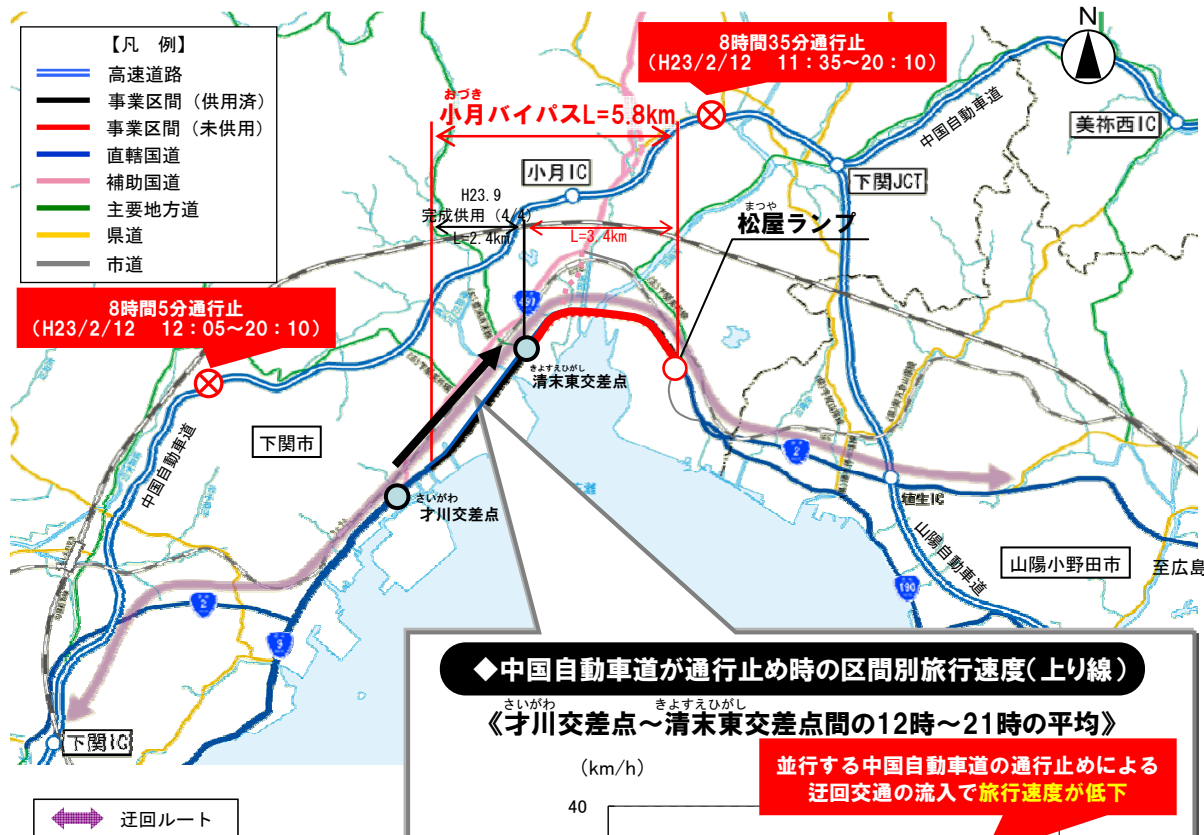 【凡　例】
高速道路
事業区間（供用済）
事業区間（未供用）
直轄国道
補助国道
主要地方道
県道
市道
8時間35分通行止
（H23/2/12　11：35～20：10）
N
おづき
小月バイパスL=5.8km
中国自動車道
美祢西IC
小月IC
下関JCT
H23.9
完成供用（4/4）
L=2.4km
L=3.4km
まつや
松屋ランプ
8時間5分通行止
（H23/2/12　12：05～20：10）
きよすえひがし
清末東交差点
下関市
中国自動車道
2
さいがわ
才川交差点
埴生IC
山陽自動車道
山陽小野田市
至広島
190
2
9
下関IC
◆中国自動車道が通行止め時の区間別旅行速度（上り線）
さいがわ　きよすえひがし
《才川交差点～清末東交差点間の12時～21時の平均》
（km/h）
並行する中国自動車道の通行止めによる
迂回交通の流入で旅行速度が低下
40
迂回ルート